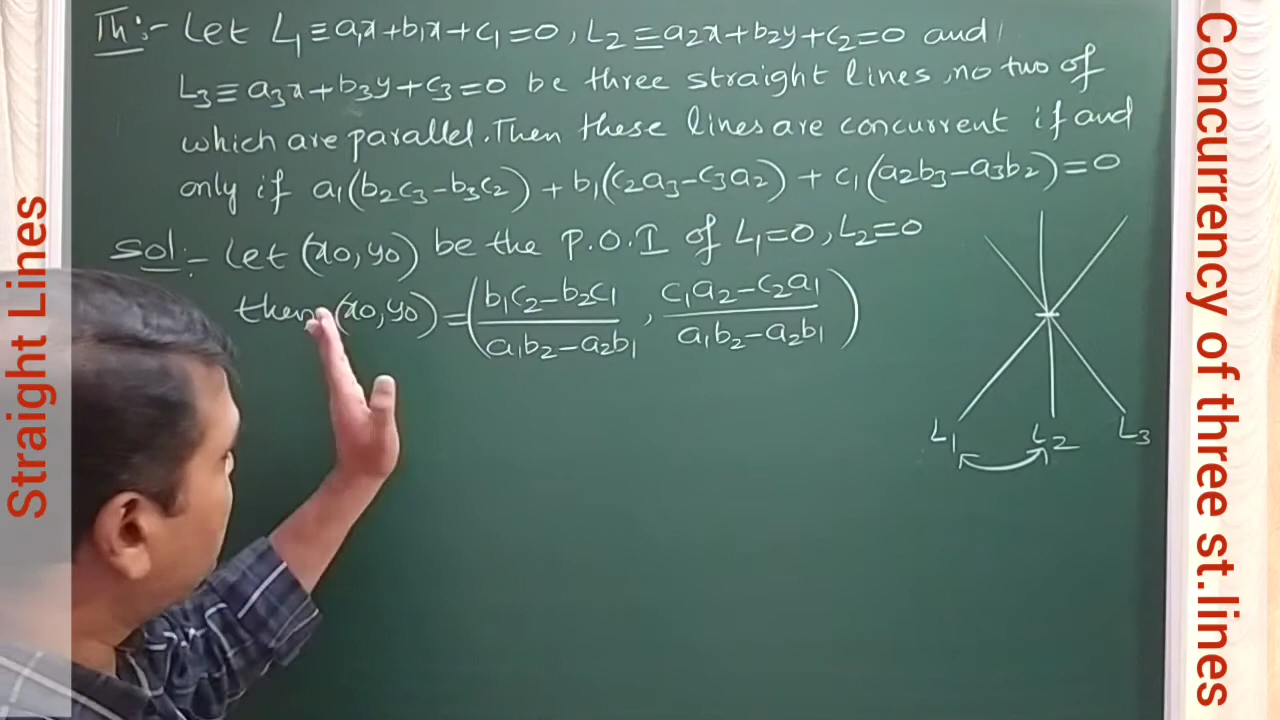 Straight Lines
Th:- Let L₁ ≡ a₁x+b₁x+c₁=0, L₂ ≡ a₂x+b₂y+c₂=0 and
L₃ ≡ a₃x+b₃y+c₃=0 be three straight lines, no two of
which are parallel. Then these lines are concurrent if and
only if a₁(b₂c₃-b₃c₂) + b₁(c₂a₃-c₃a₂) + c₁(a₂b₃-a₃b₂)=0
Sol:- Let (x₀,y₀) be the P.O.I of L₁=0, L₂=0
then (x₀,y₀) = ( (b₁c₂-b₂c₁)/(a₁b₂-a₂b₁) , (c₁a₂-c₂a₁)/(a₁b₂-a₂b₁) )
L₁ L₂ L₃
Concurrency of three st.lines